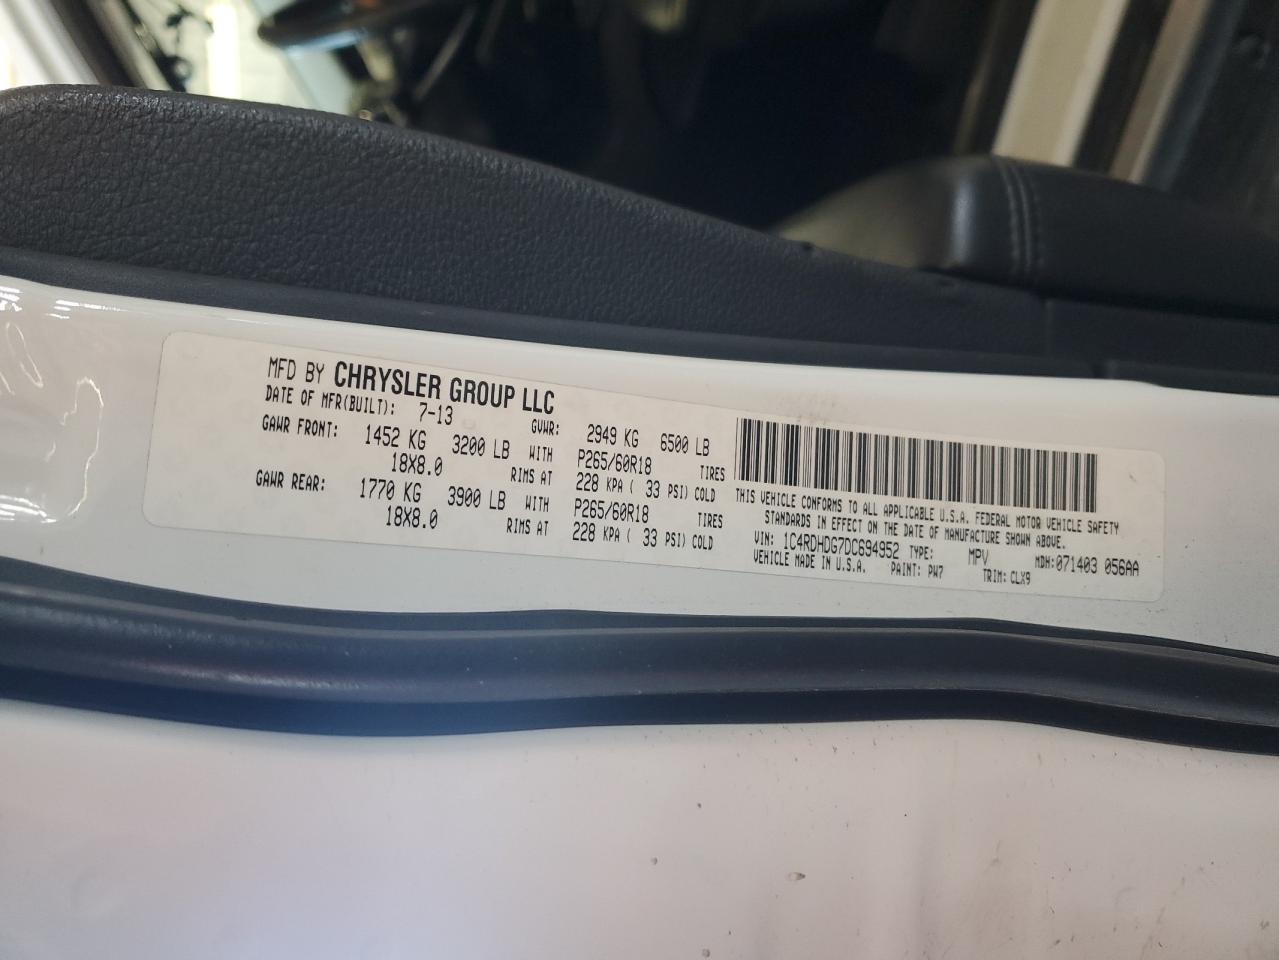 MFD BY CHRYSLER GROUP LLC
DATE OF MFR(BUILT): 7-13 GVWR: 2949 KG 6500 LB
GAWR FRONT: 1452 KG 3200 LB WITH P265/60R18 TIRES
18X8.0 RIMS AT 228 KPA ( 33 PSI) COLD
GAWR REAR: 1770 KG 3900 LB WITH P265/60R18 TIRES
18X8.0 RIMS AT 228 KPA ( 33 PSI) COLD
THIS VEHICLE CONFORMS TO ALL APPLICABLE U.S.A. FEDERAL MOTOR VEHICLE SAFETY
STANDARDS IN EFFECT ON THE DATE OF MANUFACTURE SHOWN ABOVE.
VIN: 1C4RDHDG7DC694952 TYPE: MPV MDH:071403 056AA
VEHICLE MADE IN U.S.A. PAINT: PW7 TRIM: CLX9